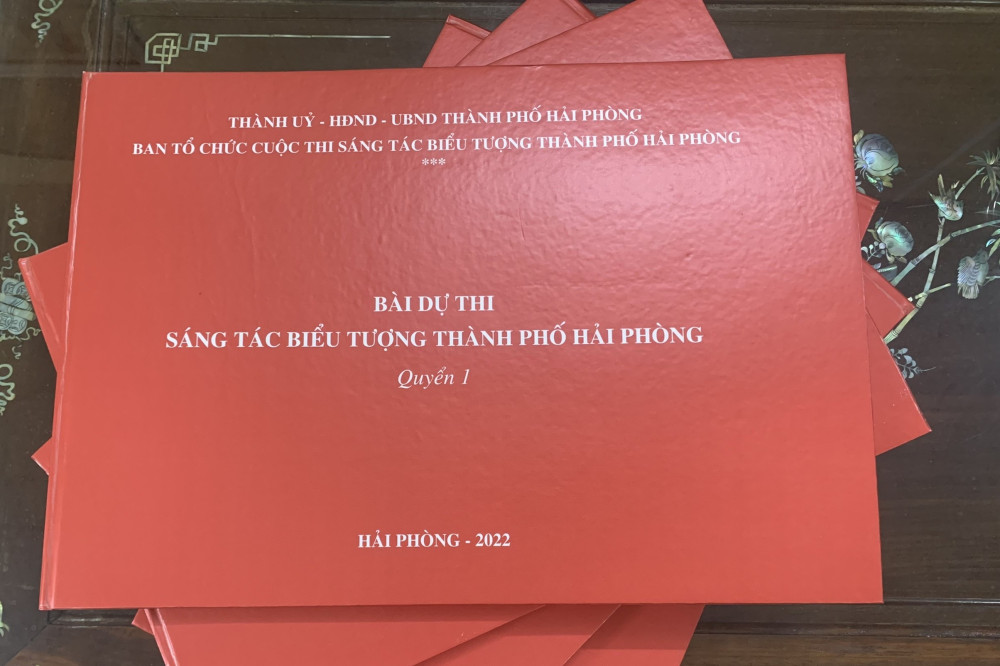 THÀNH UỶ - HĐND - UBND THÀNH PHỐ HẢI PHÒNG
BAN TỔ CHỨC CUỘC THI SÁNG TÁC BIỂU TƯỢNG THÀNH PHỐ HẢI PHÒNG
***
BÀI DỰ THI
SÁNG TÁC BIỂU TƯỢNG THÀNH PHỐ HẢI PHÒNG
Quyển 1
HẢI PHÒNG - 2022